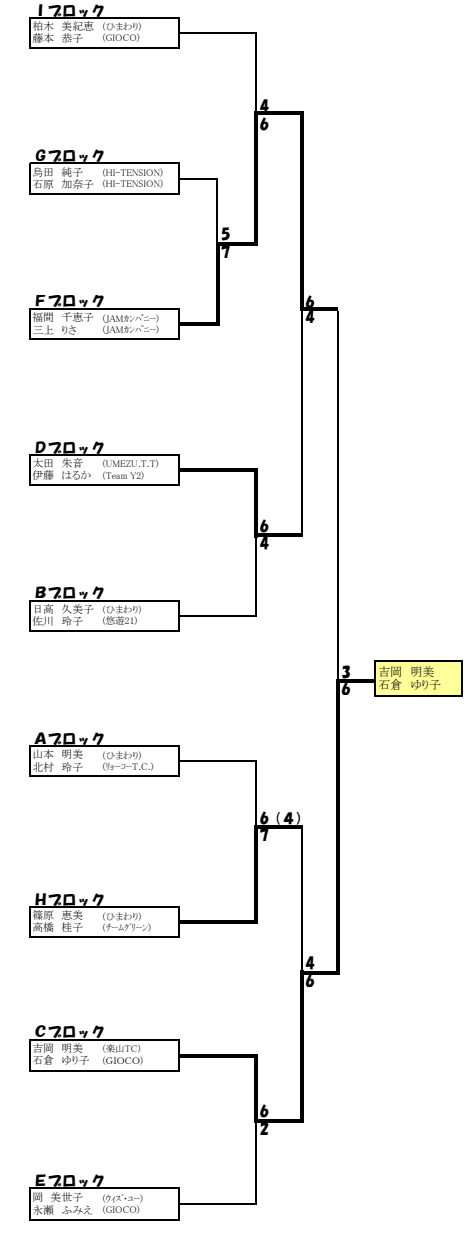 Iブロック
柏木 美紀恵 (ひまわり)
藤本 恭子 (GIOCO)
4
6
Gブロック
鳥田 純子 (HI-TENSION)
石原 加奈子 (HI-TENSION)
5
7
Fブロック
福間 千恵子 (JAMカンパニー)
三上 りさ (JAMカンパニー)
6
4
Dブロック
太田 朱音 (UMEZU.T.T)
伊藤 はるか (Team Y2)
6
4
Bブロック
日高 久美子 (ひまわり)
佐川 玲子 (悠遊21)
3
6
吉岡 明美
石倉 ゆり子
Aブロック
山本 明美 (ひまわり)
北村 玲子 (リョーコーT.C.)
6 (4)
7
Hブロック
篠原 恵美 (ひまわり)
高橋 桂子 (チームグリーン)
4
6
Cブロック
吉岡 明美 (楽山TC)
石倉 ゆり子 (GIOCO)
6
2
Eブロック
岡 美世子 (ウィズ・ユー)
永瀬 ふみえ (GIOCO)